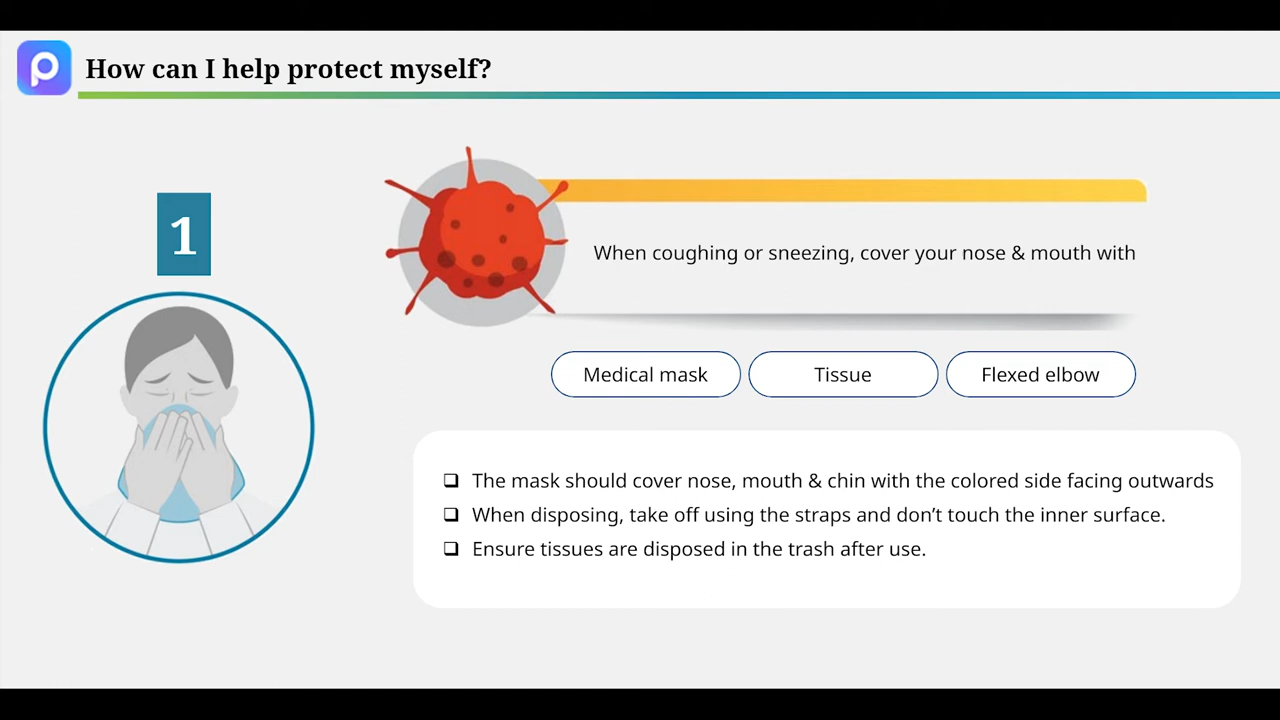 How can I help protect myself?
1
When coughing or sneezing, cover your nose & mouth with
Medical mask
Tissue
Flexed elbow
The mask should cover nose, mouth & chin with the colored side facing outwards
When disposing, take off using the straps and don’t touch the inner surface.
Ensure tissues are disposed in the trash after use.